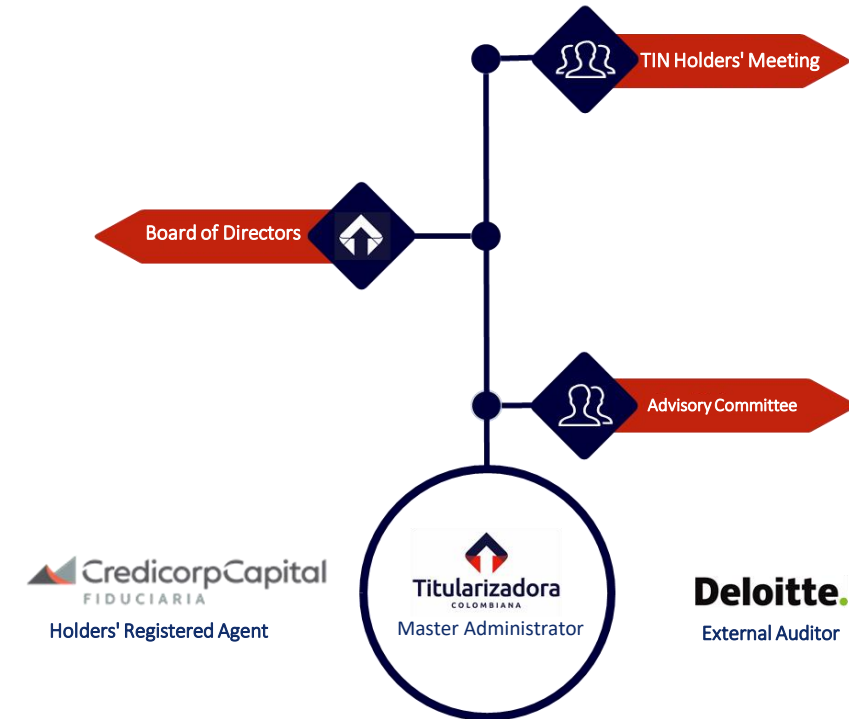 TIN Holders' Meeting
Board of Directors
Advisory Committee
CredicorpCapital
FIDUCIARIA
Holders' Registered Agent
Titularizadora
COLOMBIANA
Master Administrator
Deloitte.
External Auditor